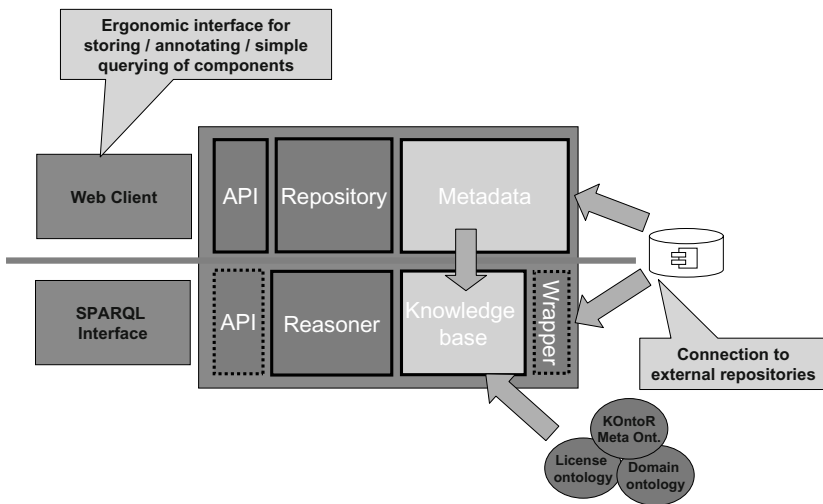 Ergonomic interface for
storing / annotating / simple
querying of components
Web Client
API
Repository
Metadata
SPARQL
Interface
API
Reasoner
Knowledge
base
Wrapper
Connection to
external repositories
KOntoR
Meta Ont.
License
ontology
Domain
ontology